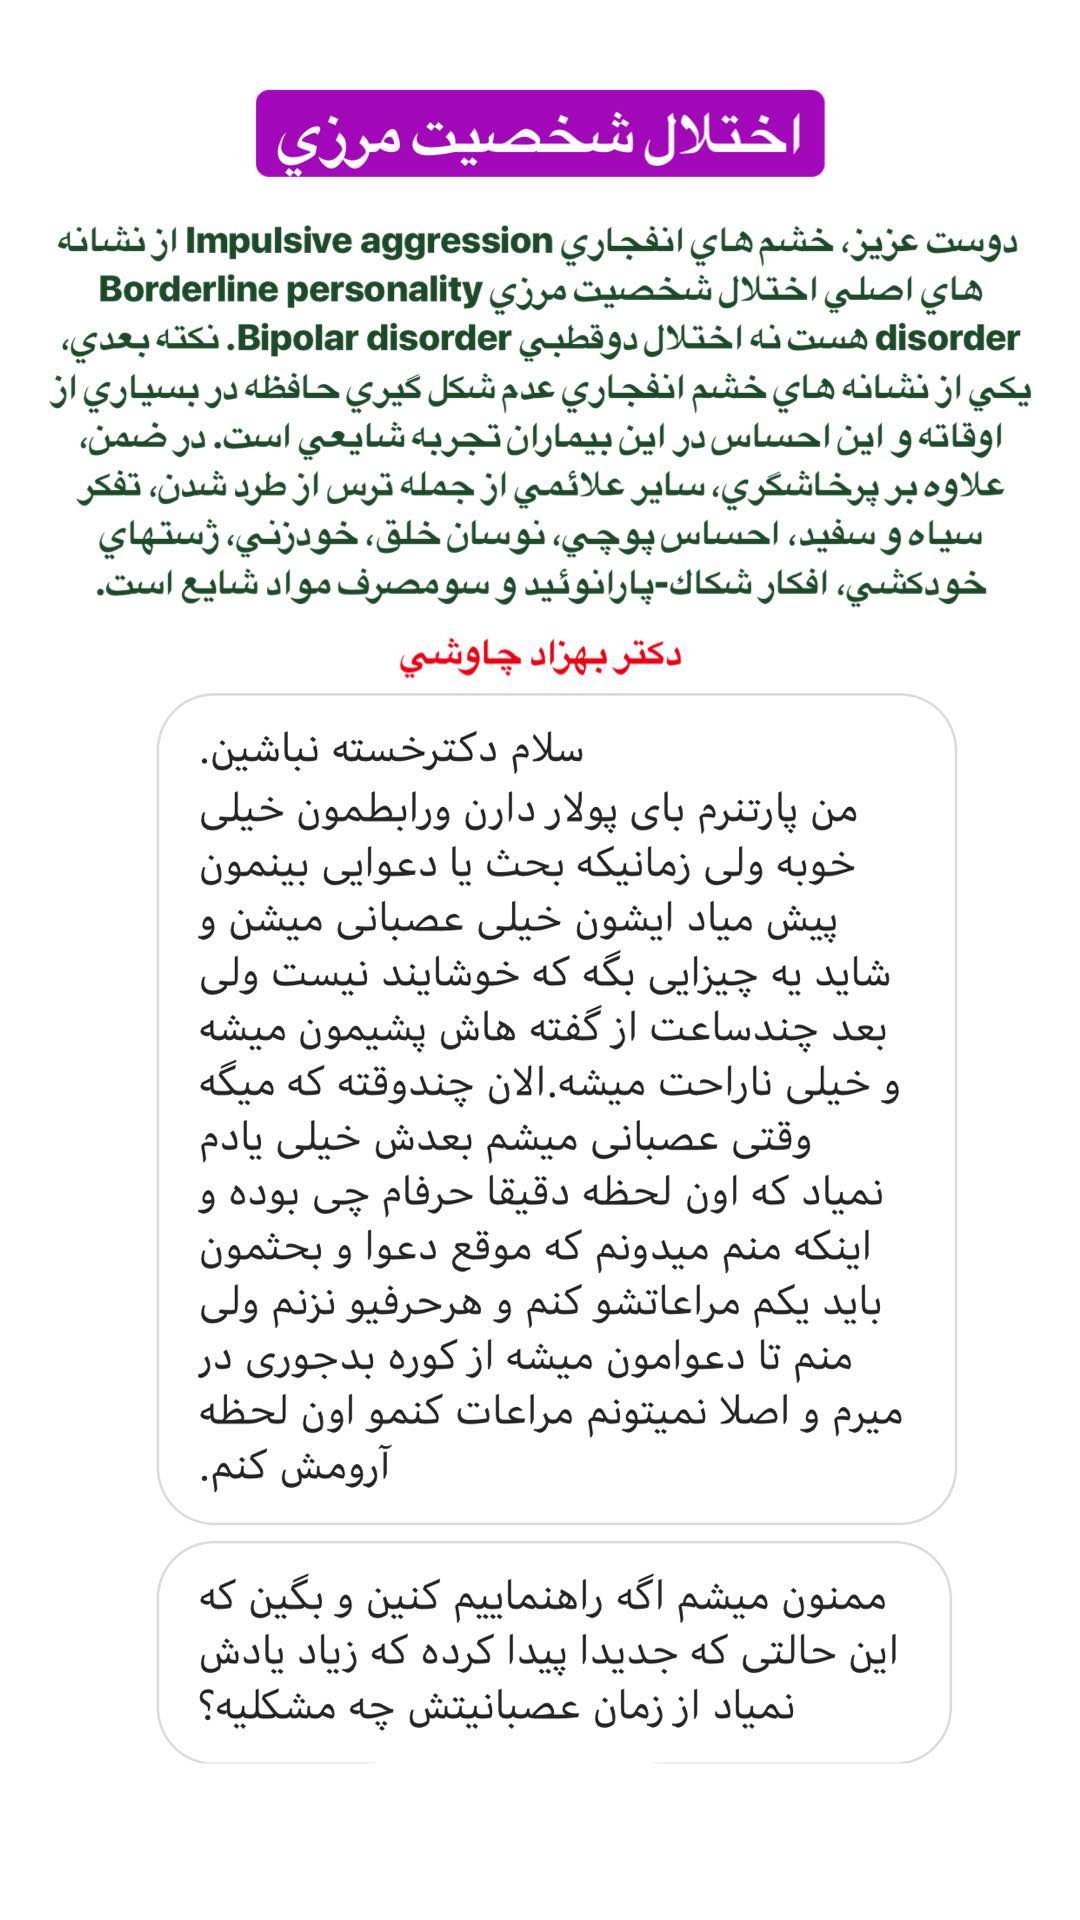 اختلال شخصيت مرزي
دوست عزيز، خشم هاي انفجاري Impulsive aggression از نشانه
هاي اصلي اختلال شخصيت مرزي Borderline personality
disorder هست نه اختلال دوقطبي Bipolar disorder. نكته بعدي،
يكي از نشانه هاي خشم انفجاري عدم شكل گيري حافظه در بسياري از
اوقاته و اين احساس در اين بيماران تجربه شايعي است. در ضمن،
علاوه بر پرخاشگري، ساير علائمي از جمله ترس از طرد شدن، تفكر
سياه و سفيد، احساس پوچي، نوسان خلق، خودزني، ژستهاي
خودكشي، افكار شكاك-پارانوئيد و سومصرف مواد شايع است.
دكتر بهزاد چاوشي
سلام دکترخسته نباشین.
من پارتنرم بای پولار دارن ورابطمون خیلی
خوبه ولی زمانیکه بحث یا دعوایی بینمون
پیش میاد ایشون خیلی عصبانی میشن و
شاید یه چیزایی بگه که خوشایند نیست ولی
بعد چندساعت از گفته هاش پشیمون میشه
و خیلی ناراحت میشه.الان چندوقته که میگه
وقتی عصبانی میشم بعدش خیلی یادم
نمیاد که اون لحظه دقیقا حرفام چی بوده و
اینکه منم میدونم که موقع دعوا و بحثمون
باید یکم مراعاتشو کنم و هرحرفیو نزنم ولی
منم تا دعوامون میشه از کوره بدجوری در
میرم و اصلا نمیتونم مراعات کنمو اون لحظه
آرومش کنم.
ممنون میشم اگه راهنماییم کنین و بگین که
این حالتی که جدیدا پیدا کرده که زیاد یادش
نمیاد از زمان عصبانیتش چه مشکلیه؟